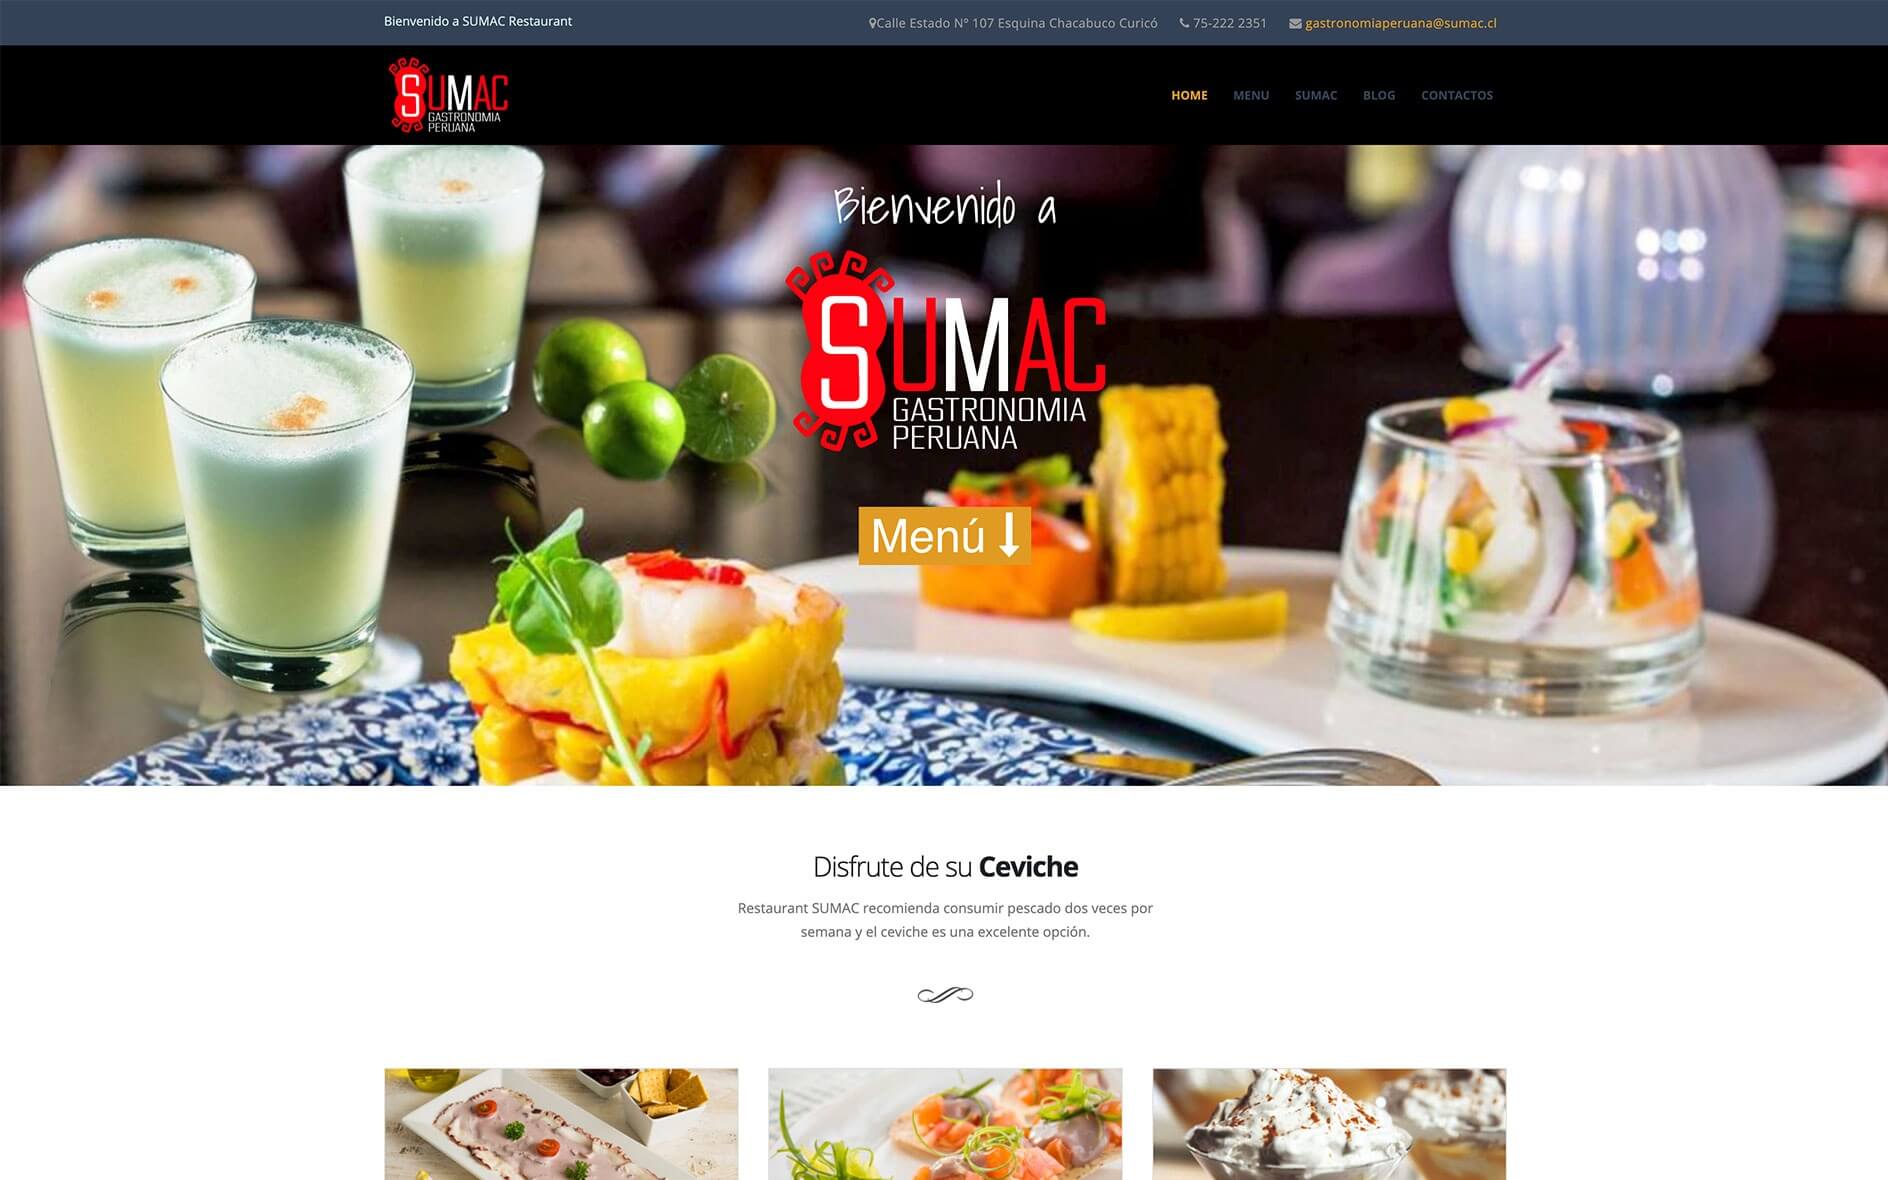 Bienvenido a SUMAC Restaurant
Calle Estado Nº 107 Esquina Chacabuco Curicó
75-222 2351
gastronomiaperuana@sumac.cl
SUMAC
GASTRONOMIA
PERUANA
HOME
MENU
SUMAC
BLOG
CONTACTOS
Bienvenido a
SUMAC
GASTRONOMIA
PERUANA
Menú
Disfrute de su Ceviche
Restaurant SUMAC recomienda consumir pescado dos veces por
semana y el ceviche es una excelente opción.